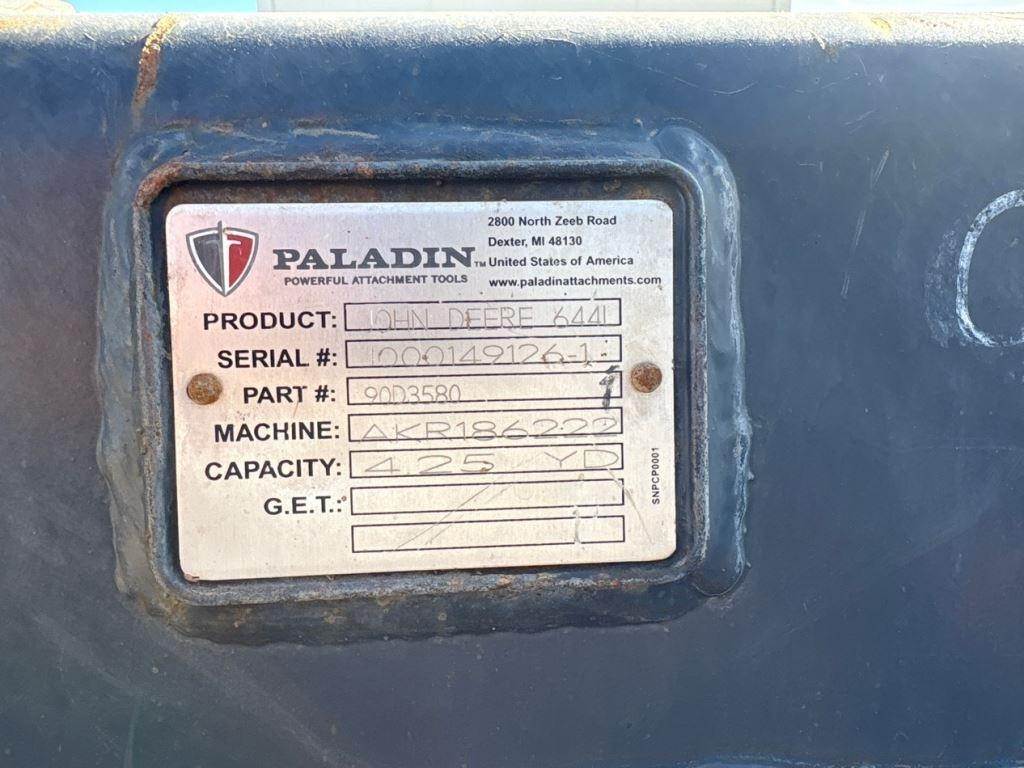 2800 North Zeeb Road
Dexter, MI 48130
United States of America
www.paladinattachments.com
PALADIN™
POWERFUL ATTACHMENT TOOLS
PRODUCT: JOHN DEERE 644L
SERIAL #: 1000149126-1
PART #: 90D3580
MACHINE: AKR186222
CAPACITY: 4.25 YD
G.E.T.:
SNPCP0001